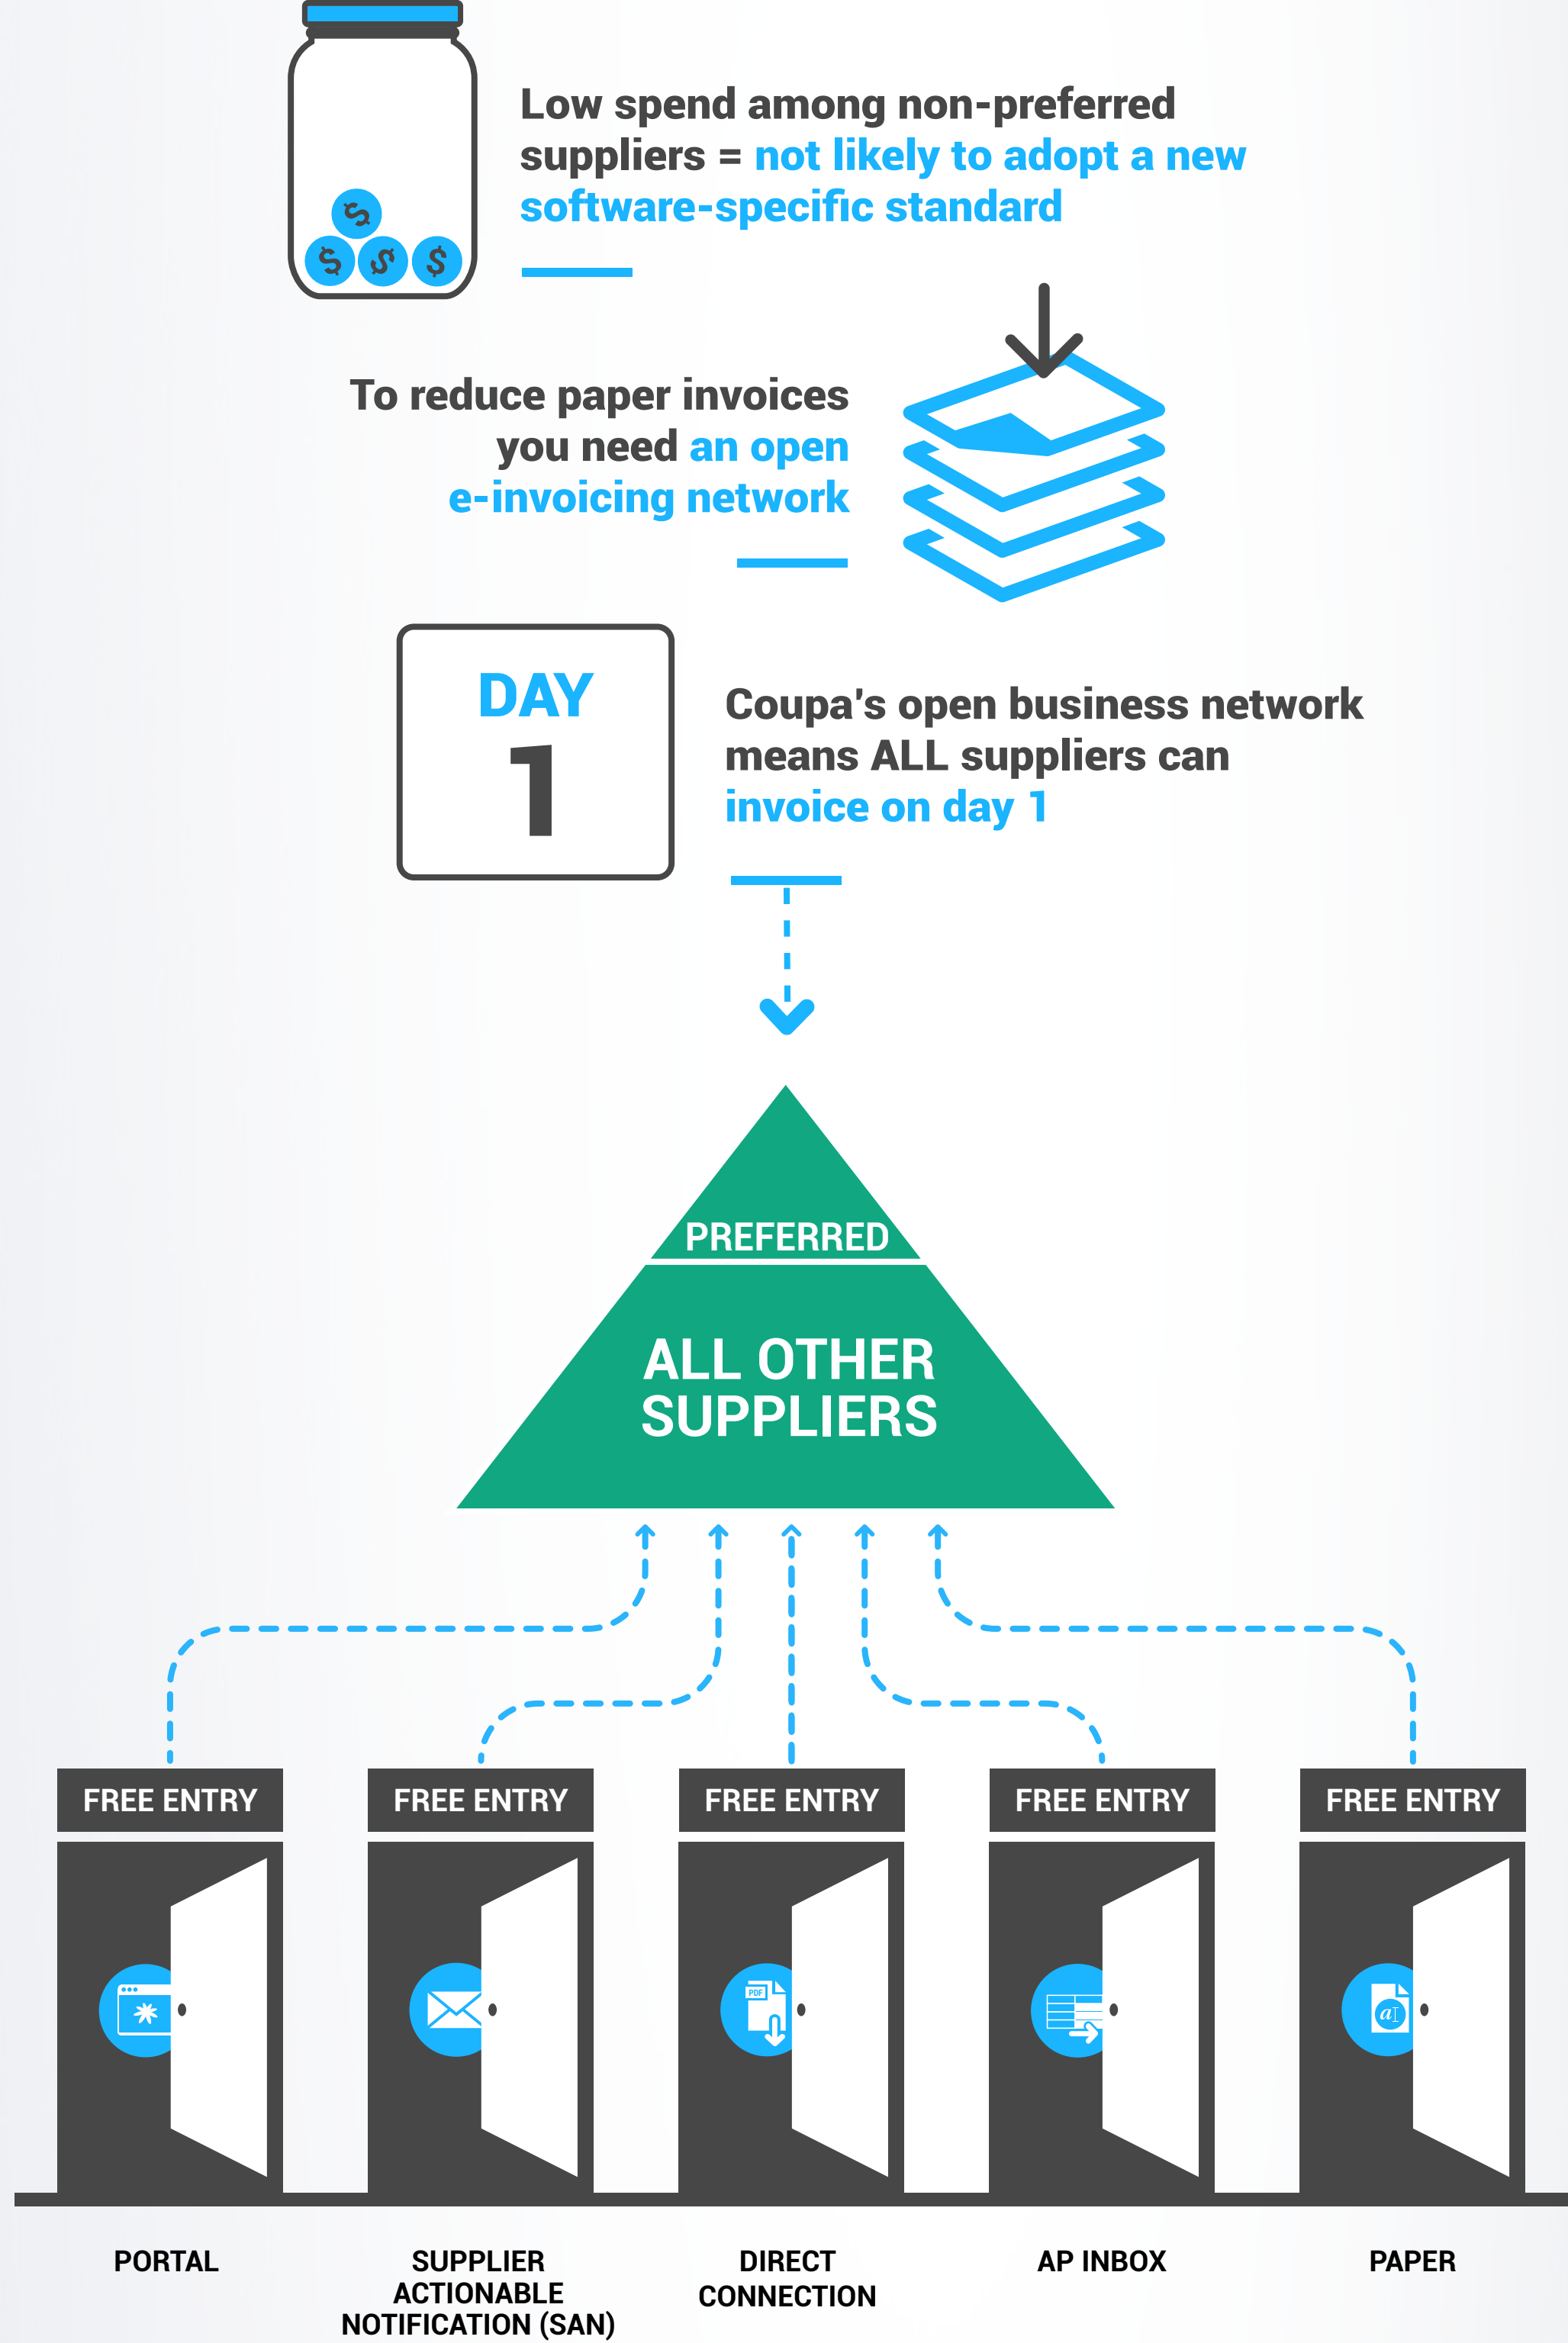 Low spend among non-preferred
suppliers = not likely to adopt a new
software-specific standard
$
$ $ $
To reduce paper invoices
you need an open
e-invoicing network
DAY
1
Coupa's open business network
means ALL suppliers can
invoice on day 1
PREFERRED
ALL OTHER
SUPPLIERS
FREE ENTRY
FREE ENTRY
FREE ENTRY
FREE ENTRY
FREE ENTRY
PDF
a
PORTAL
SUPPLIER
ACTIONABLE
NOTIFICATION (SAN)
DIRECT
CONNECTION
AP INBOX
PAPER